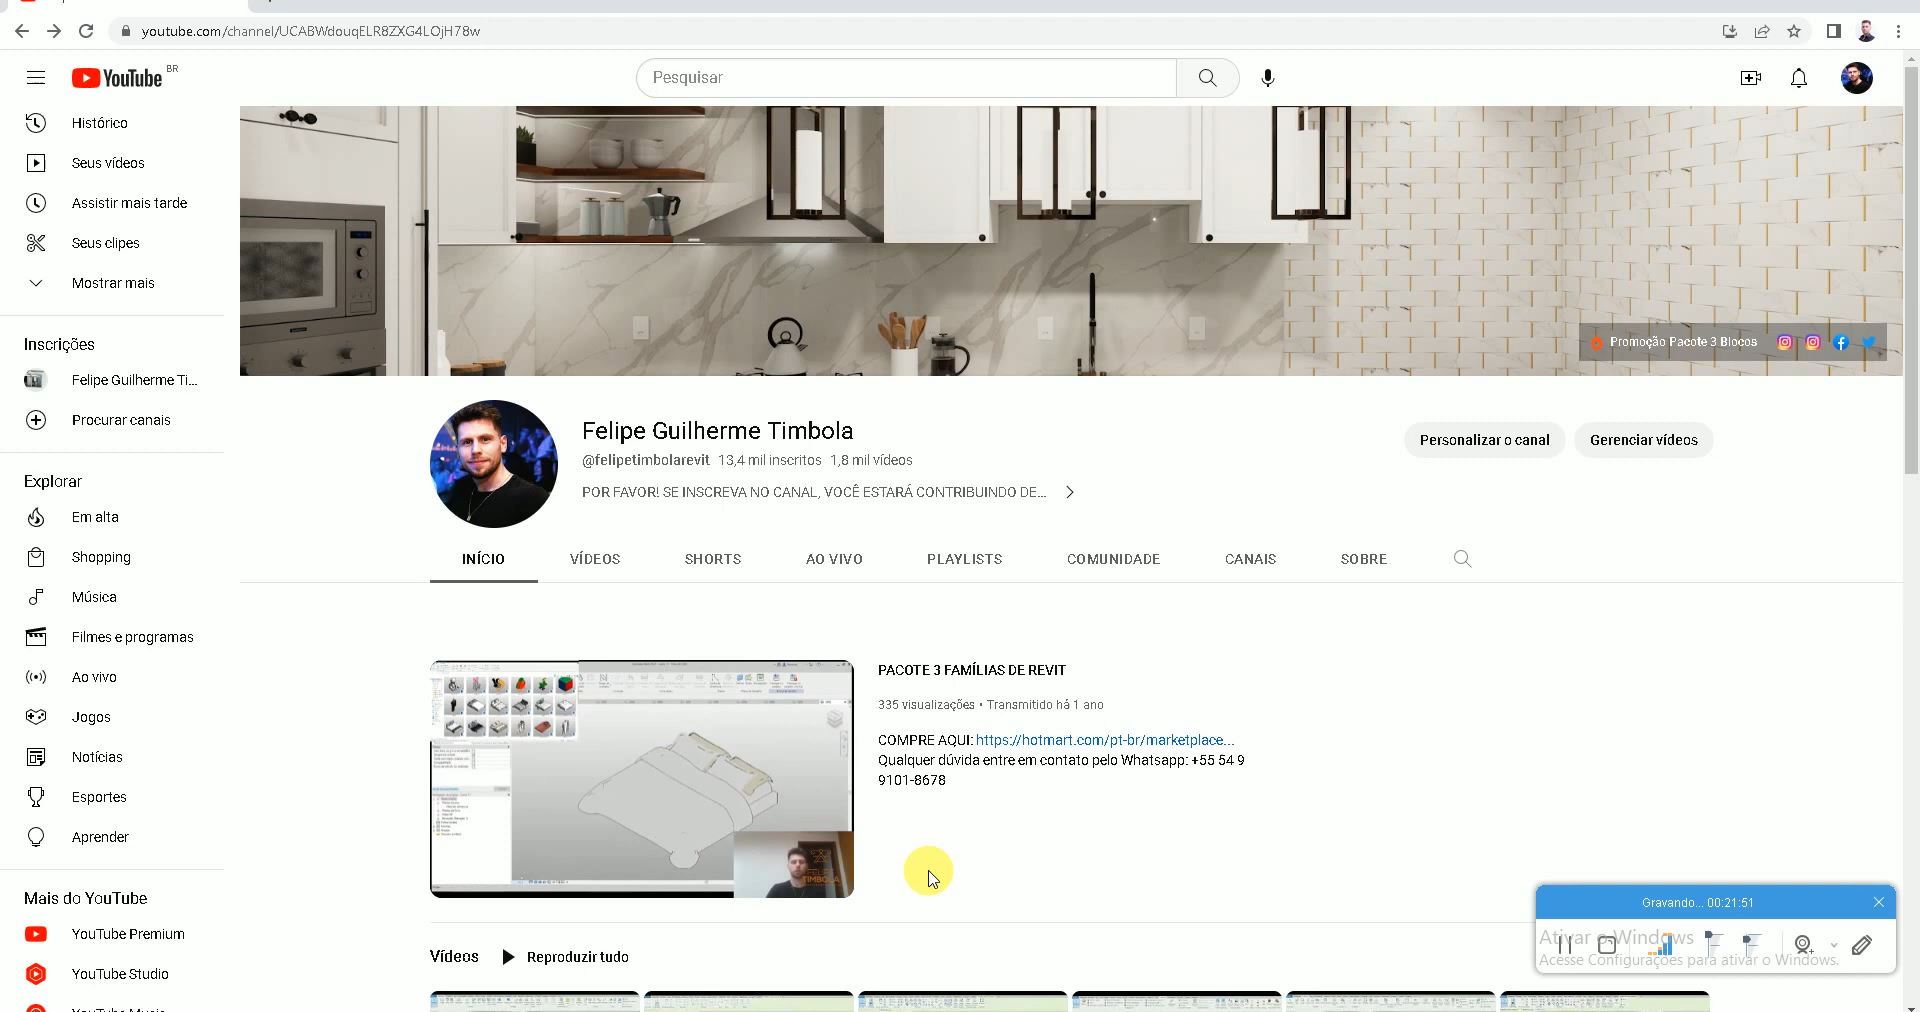 youtube.com/channel/UCABWdouqELR8ZXG4LOjH78w
YouTube BR
Pesquisar
Histórico
Seus vídeos
Assistir mais tarde
Seus clipes
Mostrar mais
Inscrições
Felipe Guilherme Ti...
Procurar canais
Explorar
Em alta
Shopping
Música
Filmes e programas
Ao vivo
Jogos
Notícias
Esportes
Aprender
Mais do YouTube
YouTube Premium
YouTube Studio
Promoção Pacote 3 Blocos
Felipe Guilherme Timbola
@felipetimbolarevit 13,4 mil inscritos 1,8 mil vídeos
POR FAVOR! SE INSCREVA NO CANAL, VOCÊ ESTARÁ CONTRIBUINDO DE...
Personalizar o canal
Gerenciar vídeos
INÍCIO
VÍDEOS
SHORTS
AO VIVO
PLAYLISTS
COMUNIDADE
CANAIS
SOBRE
PACOTE 3 FAMÍLIAS DE REVIT
335 visualizações • Transmitido há 1 ano
COMPRE AQUI: https://hotmart.com/pt-br/marketplace...
Qualquer dúvida entre em contato pelo Whatsapp: +55 54 9
9101-8678
TIMBOLA
Vídeos
Reproduzir tudo
Gravando... 00:21:51
Ativar o Windows
Acesse Configurações para ativar o Windows.